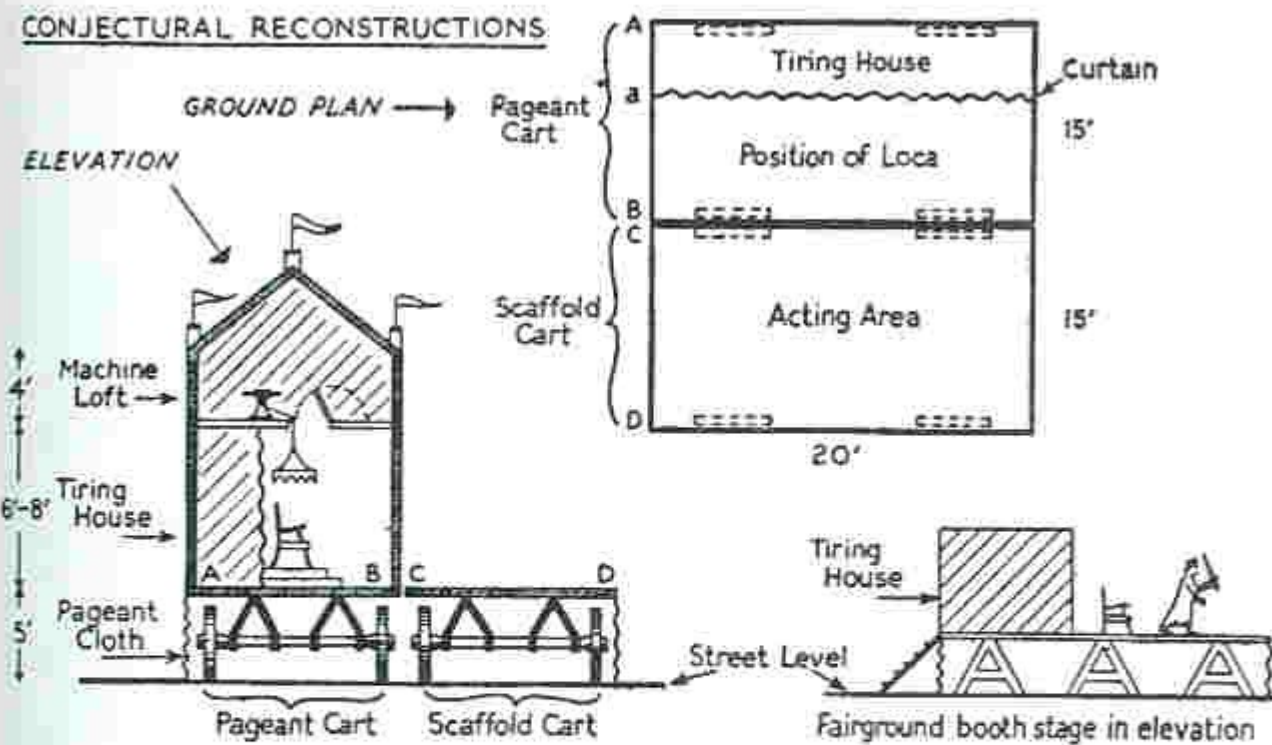 CONJECTURAL RECONSTRUCTIONS
GROUND PLAN
ELEVATION
Pageant
Cart
A
a
B
C
D
Tiring House
Curtain
15'
Position of Loca
Scaffold
Cart
Acting Area
15'
20'
Machine
Loft
4'
Tiring
House
6'-8'
A
B
C
D
Pageant
Cloth
5'
Pageant Cart
Scaffold Cart
Street Level
Tiring
House
Fairground booth stage in elevation